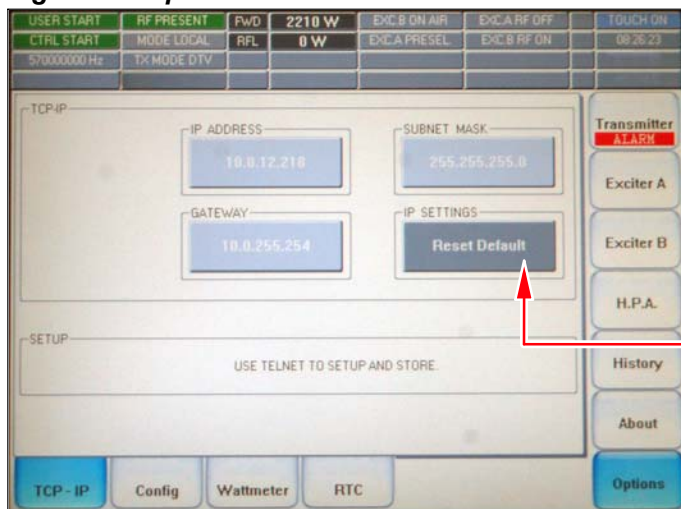 USER START RF PRESENT FWD 2210 W EXC.B ON AIR EXC.A RF OFF TOUCH ON
CTRL START MODE LOCAL RFL 0 W EXC.A PRESEL EXC.B RF ON 08:26:23
570000000 Hz TX MODE DTV
TCP-IP
IP ADDRESS
10.0.12.218
SUBNET MASK
255.255.255.0
GATEWAY
10.0.255.254
IP SETTINGS
Reset Default
SETUP
USE TELNET TO SETUP AND STORE.
Transmitter
ALARM
Exciter A
Exciter B
H.P.A.
History
About
Options
TCP - IP Config Wattmeter RTC